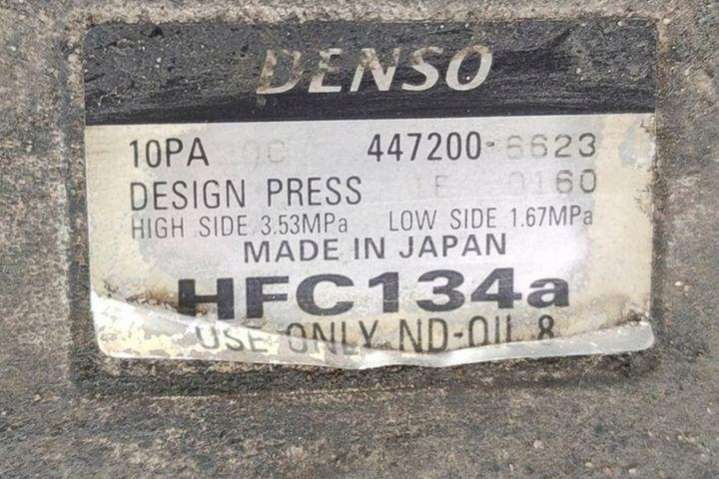 DENSO
10PA 447200-6623
DESIGN PRESS 0160
HIGH SIDE 3.53MPa LOW SIDE 1.67MPa
MADE IN JAPAN
HFC134a
USE ONLY ND-OIL 8